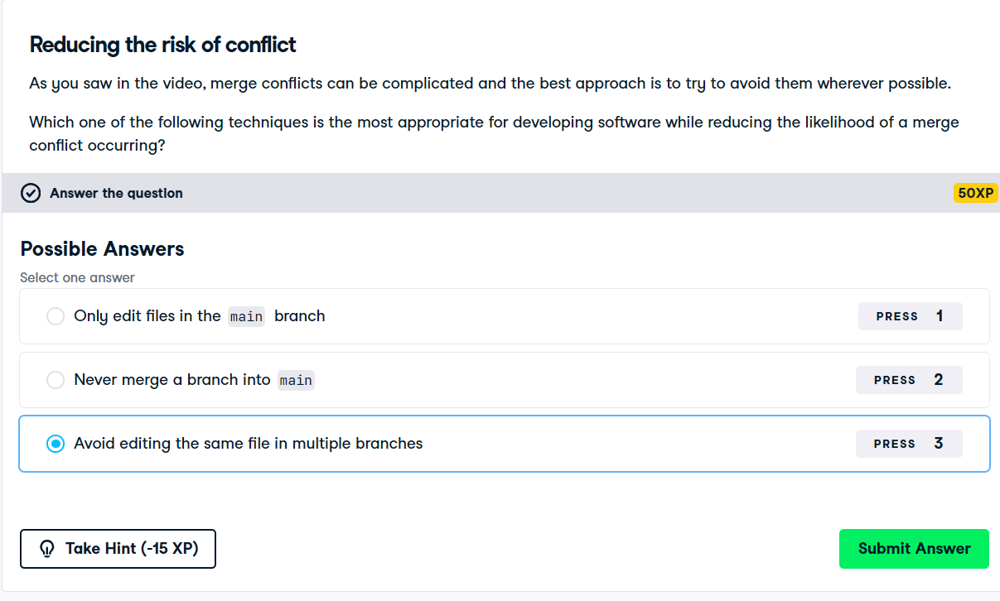 Reducing the risk of conflict
As you saw in the video, merge conflicts can be complicated and the best approach is to try to avoid them wherever possible.
Which one of the following techniques is the most appropriate for developing software while reducing the likelihood of a merge
conflict occurring?
Answer the question
50XP
Possible Answers
Select one answer
Only edit files in the main branch
PRESS 1
Never merge a branch into main
PRESS 2
Avoid editing the same file in multiple branches
PRESS 3
Take Hint (-15 XP)
Submit Answer